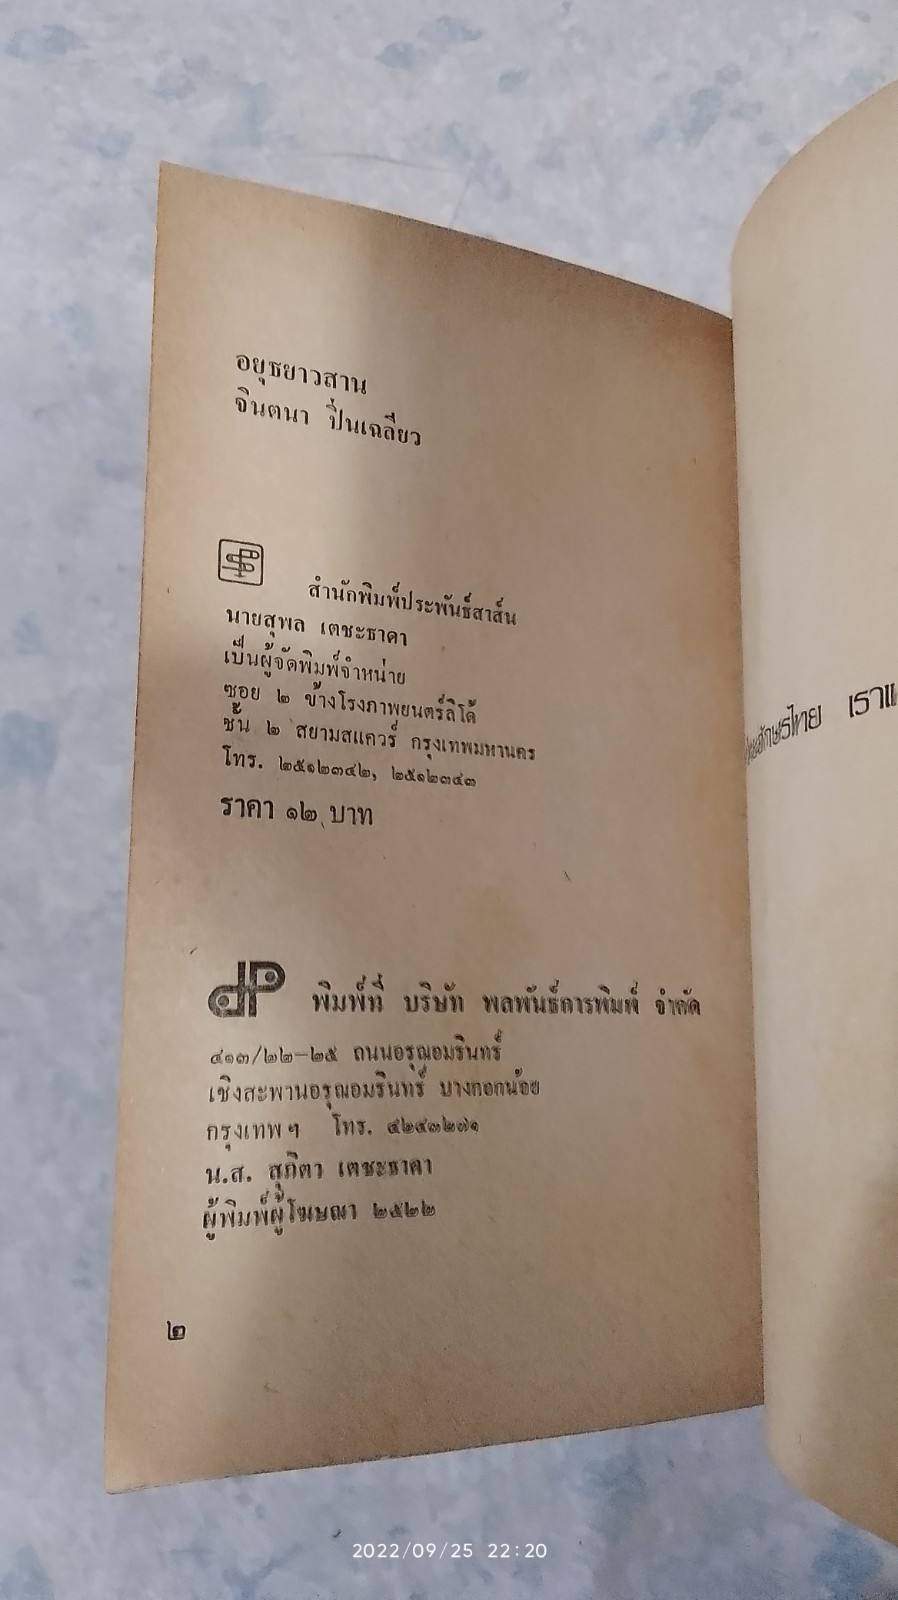 อยุธยาวสาน
จินตนา ปิ่นเฉลียว
สำนักพิมพ์ประพันธ์สาส์น
นายสุพล เตชะธาดา
เป็นผู้จัดพิมพ์จำหน่าย
ซอย ๒ ข้างโรงภาพยนตร์ลิโด้
ชั้น ๒ สยามสแควร์ กรุงเทพมหานคร
โทร. ๒๕๑๒๓๔๒, ๒๕๑๒๓๔๓
ราคา ๑๒ บาท
dP พิมพ์ที่ บริษัท พลพันธ์การพิมพ์ จำกัด
๔๑๓/๒๒-๒๕ ถนนอรุณอมรินทร์
เชิงสะพานอรุณอมรินทร์ บางกอกน้อย
กรุงเทพฯ โทร. ๔๒๔๓๒๗๑
น.ส. สุภิตา เตชะธาดา
ผู้พิมพ์ผู้โฆษณา ๒๕๒๒
๒
เรา
2022/09/25 22:20